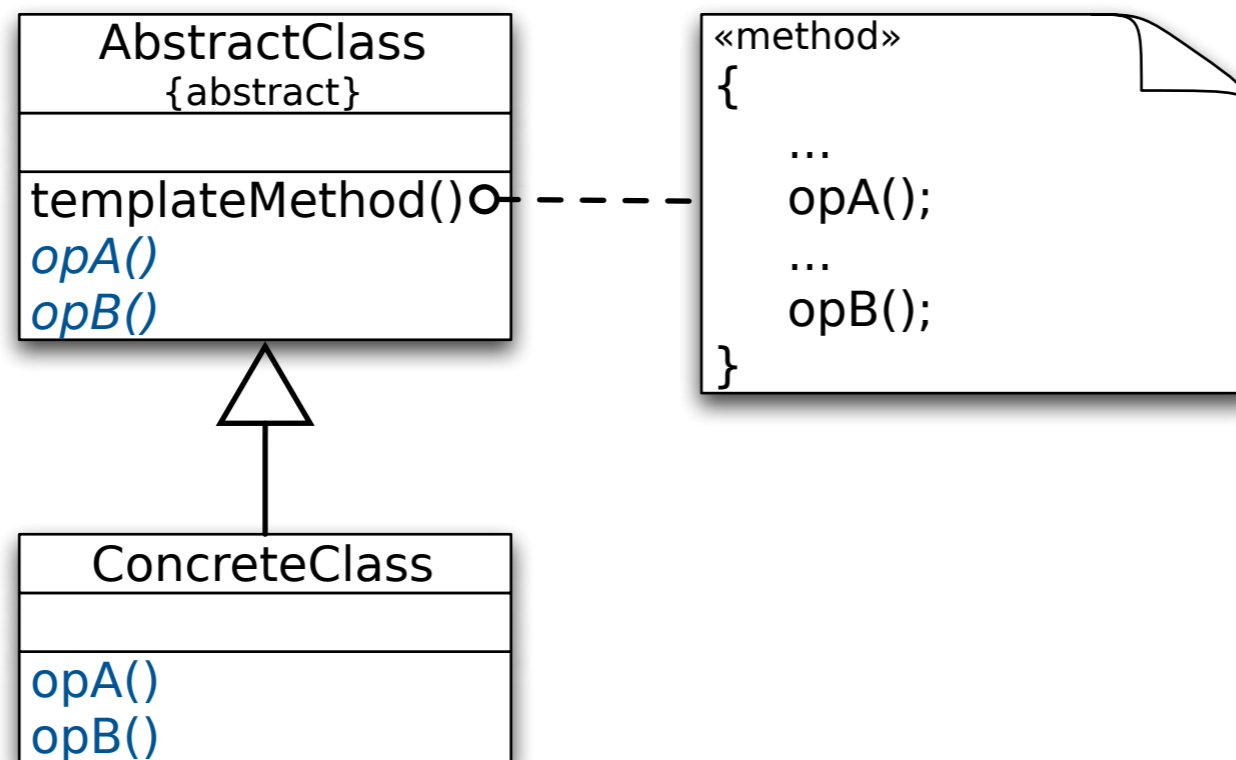 AbstractClass
{abstract}
templateMethod()
opA()
opB()
«method»
{
...
opA();
...
opB();
}
ConcreteClass
opA()
opB()